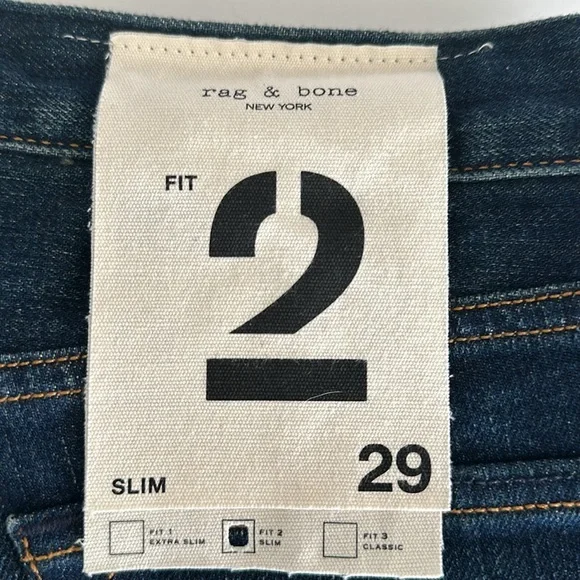 rag & bone
NEW YORK
FIT 2
SLIM 29
FIT 1 FIT 2 FIT 3
EXTRA SLIM SLIM CLASSIC